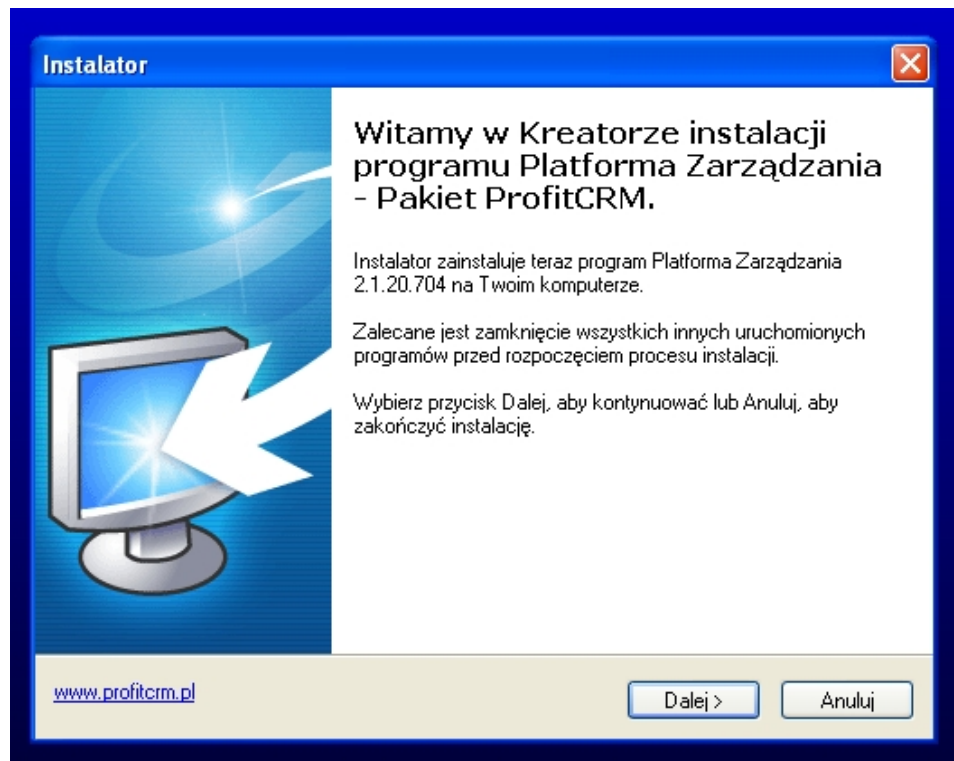 Instalator
Witamy w Kreatorze instalacji
programu Platforma Zarządzania
- Pakiet ProfitCRM.
Instalator zainstaluje teraz program Platforma Zarządzania
2.1.20.704 na Twoim komputerze.
Zalecane jest zamknięcie wszystkich innych uruchomionych
programów przed rozpoczęciem procesu instalacji.
Wybierz przycisk Dalej, aby kontynuować lub Anuluj, aby
zakończyć instalację.
www.profitcrm.pl
Dalej >
Anuluj